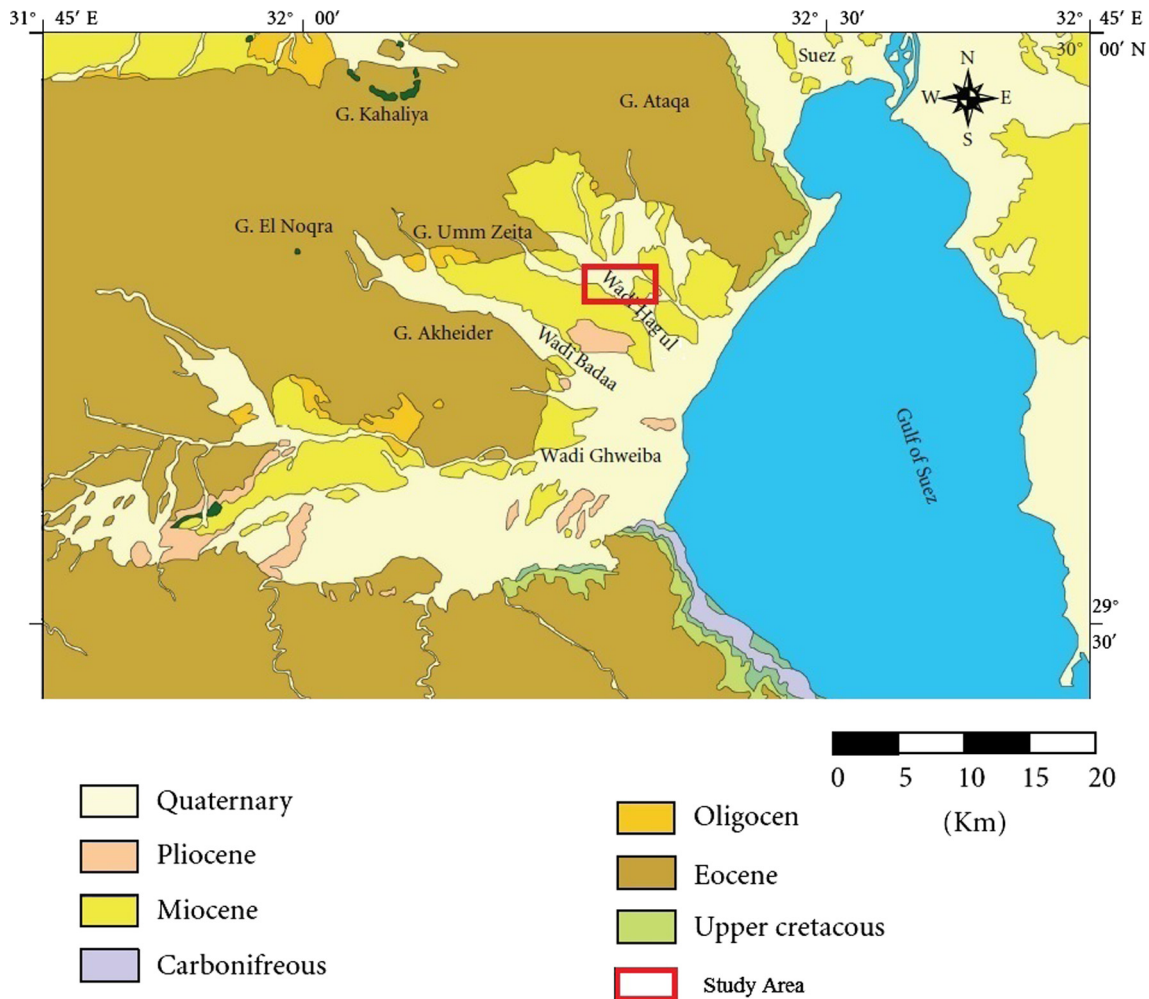 31° 45′ E
32° 00′
32° 30′
32° 45′ E
30° 00′ N
Suez
N
W E
S
G. Kahaliya
G. Ataqa
G. El Noqra
G. Umm Zeita
Wadi Hagul
G. Akheider
Wadi Badaa
Gulf of Suez
Wadi Ghweiba
29°
30′
0 5 10 15 20
(Km)
Quaternary
Pliocene
Miocene
Carbonifreous
Oligocen
Eocene
Upper cretacous
Study Area